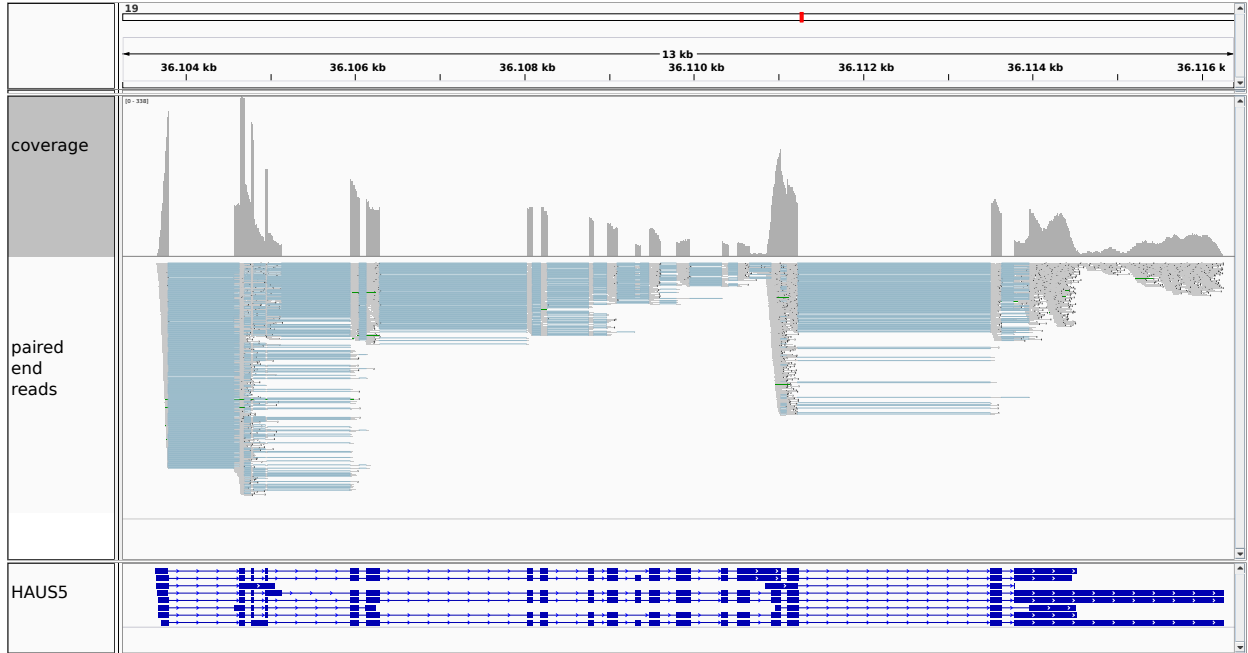 19
13 kb
36.104 kb 36.106 kb 36.108 kb 36.110 kb 36.112 kb 36.114 kb 36.116 k
[0 - 338]
coverage
paired
end
reads
HAUS5